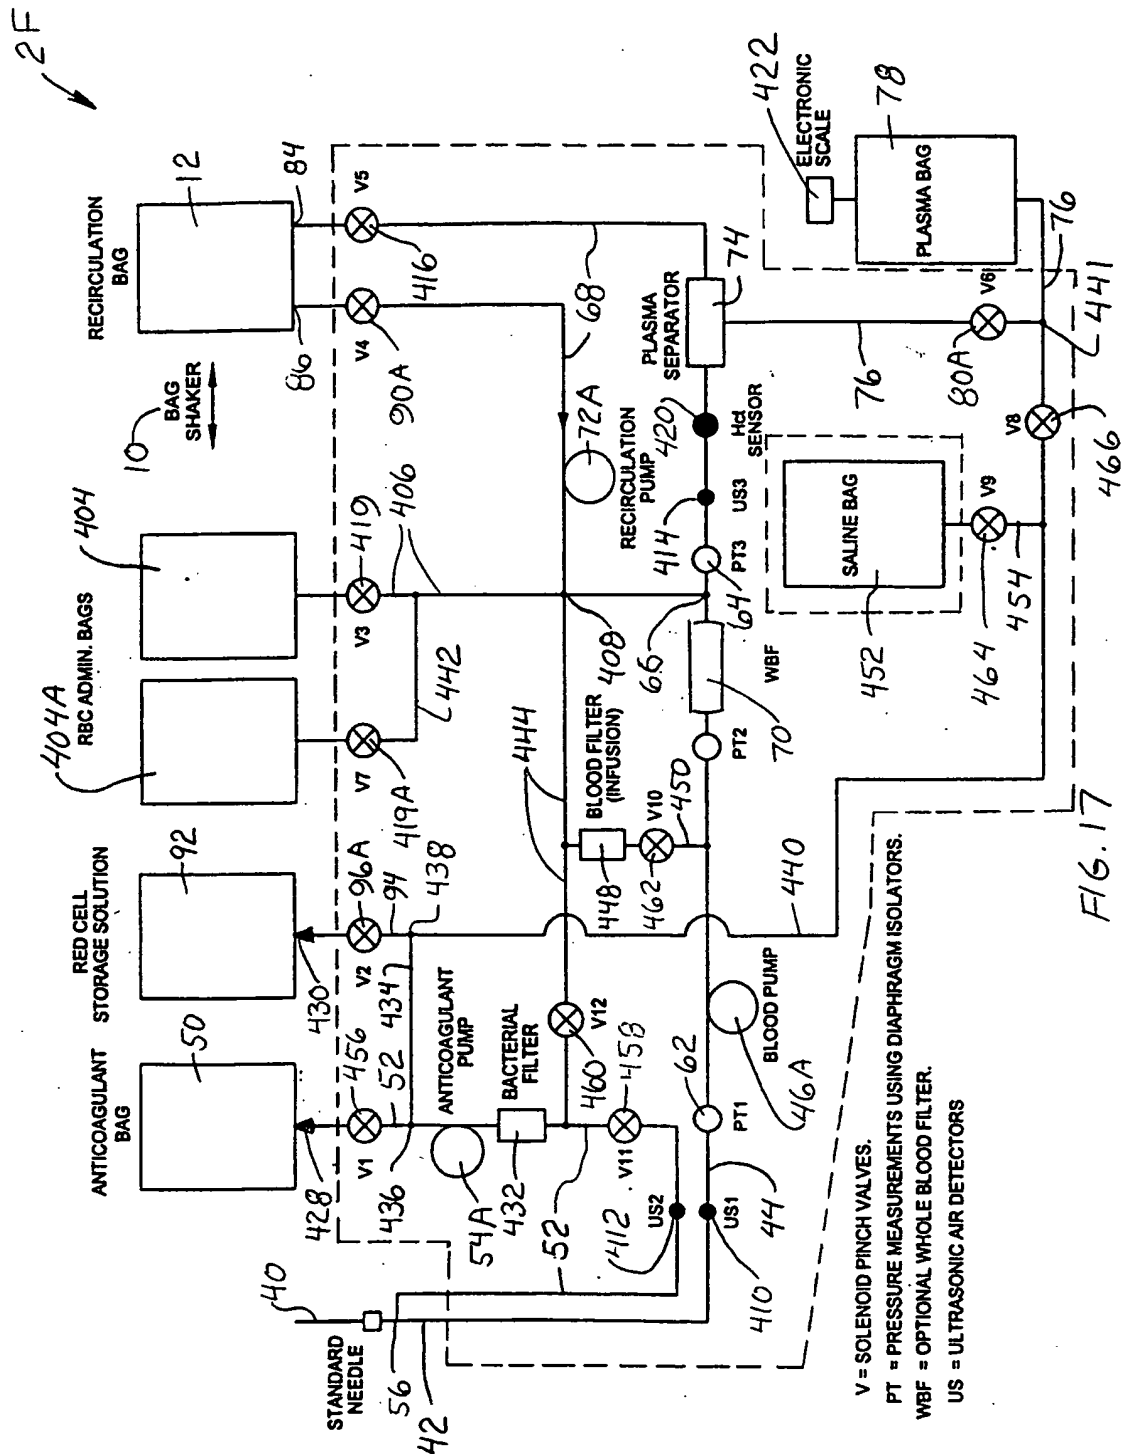 2F
ANTICOAGULANT
BAG
50
RED CELL
STORAGE SOLUTION
92
404A
RBC ADMIN. BAGS
404
10
BAG
SHAKER
RECIRCULATION
BAG
12
428
430
86
84
V1
456
V2
96A
V7
419A
V3
419
V4
90A
V5
416
436
52
434
94
438
442
406
40
STANDARD
NEEDLE
56
42
54A
ANTICOAGULANT
PUMP
432
BACTERIAL
FILTER
52
V11
458
460
V12
444
448
BLOOD FILTER
(INFUSION)
V10
462
450
408
RECIRCULATION
PUMP
72A
68
68
52
412
US2
US1
410
44
PT1
62
BLOOD PUMP
46A
440
PT2
70
WBF
66
64
PT3
414
US3
420
Hct
SENSOR
PLASMA
SEPARATOR
74
422
ELECTRONIC
SCALE
78
PLASMA BAG
76
80A
V6
76
441
SALINE BAG
452
464
V9
454
V8
466
V = SOLENOID PINCH VALVES.
PT = PRESSURE MEASUREMENTS USING DIAPHRAGM ISOLATORS.
WBF = OPTIONAL WHOLE BLOOD FILTER.
US = ULTRASONIC AIR DETECTORS
FIG. 17